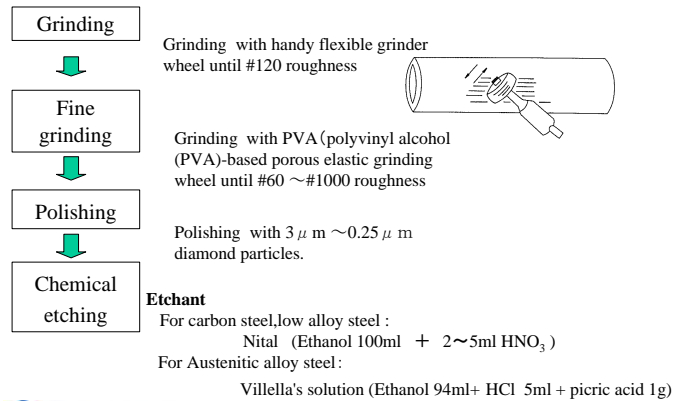 Grinding
Grinding with handy flexible grinder
wheel until #120 roughness
Fine
grinding
Grinding with PVA(polyvinyl alcohol
(PVA)-based porous elastic grinding
wheel until #60 ～#1000 roughness
Polishing
Polishing with 3μm ～0.25μm
diamond particles.
Chemical
etching
Etchant
For carbon steel,low alloy steel :
Nital (Ethanol 100ml + 2～5ml HNO₃ )
For Austenitic alloy steel:
Villella's solution (Ethanol 94ml+ HCl 5ml + picric acid 1g)